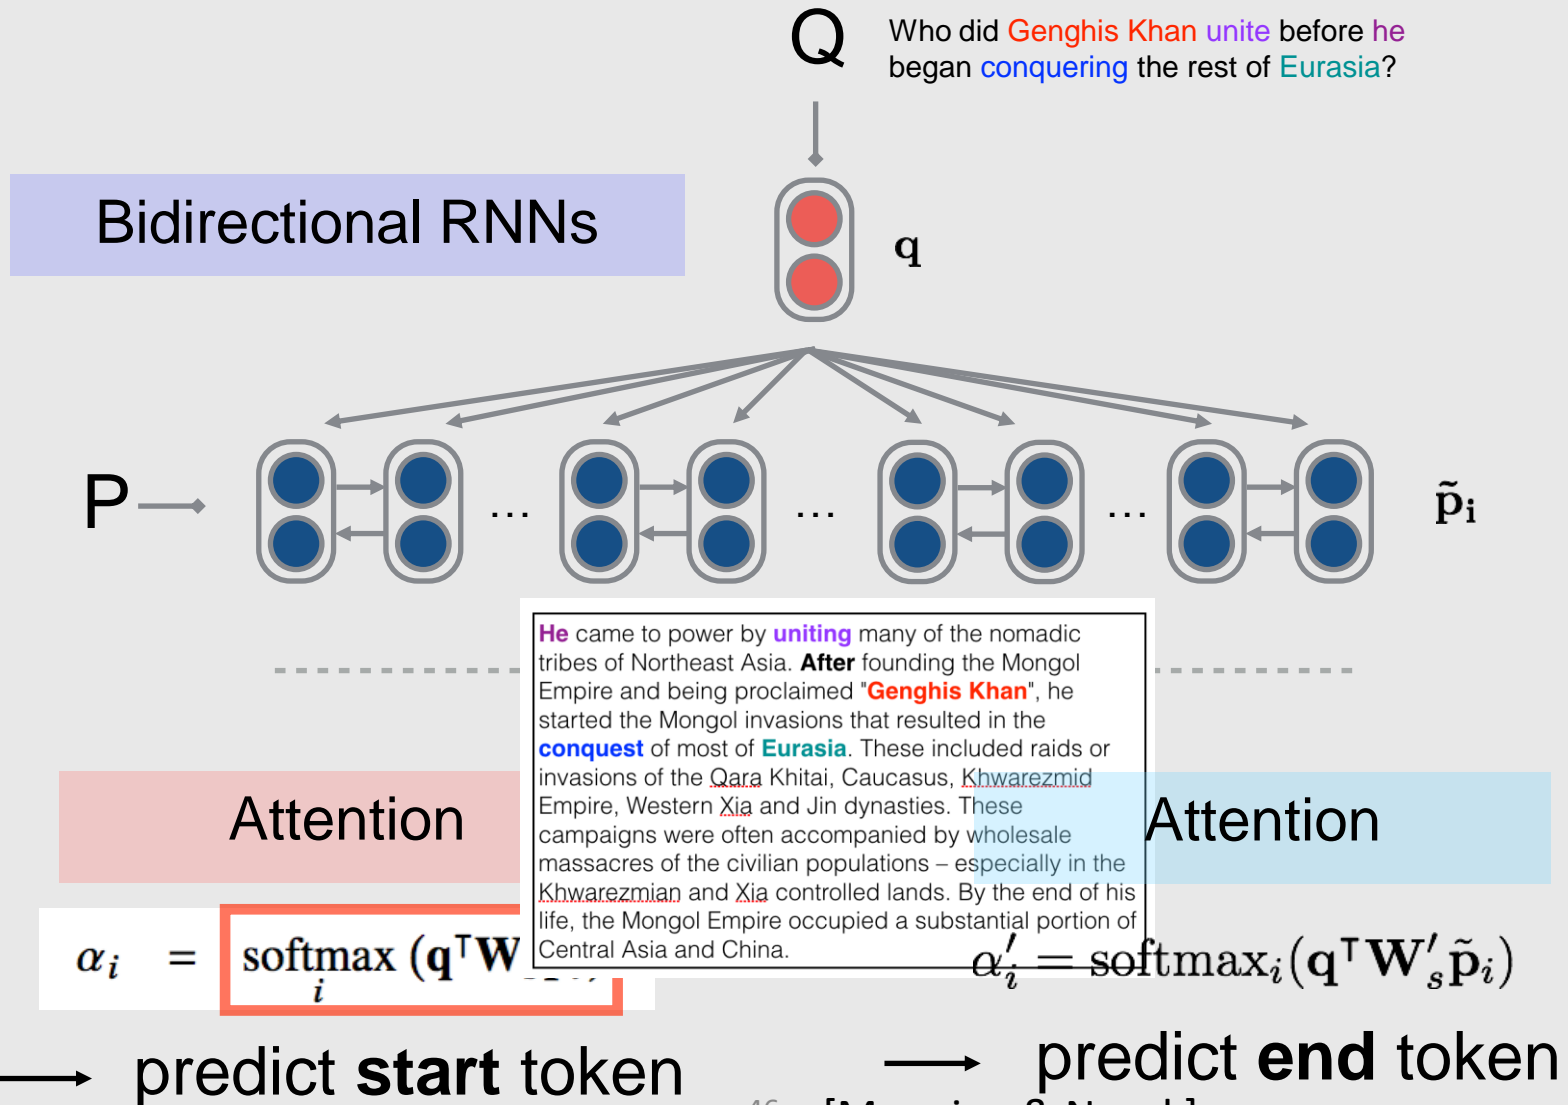 Q
Who did Genghis Khan unite before he
began conquering the rest of Eurasia?
Bidirectional RNNs
q
P
...
...
...
p̃ᵢ
He came to power by uniting many of the nomadic
tribes of Northeast Asia. After founding the Mongol
Empire and being proclaimed "Genghis Khan", he
started the Mongol invasions that resulted in the
conquest of most of Eurasia. These included raids or
invasions of the Qara Khitai, Caucasus, Khwarezmid
Empire, Western Xia and Jin dynasties. These
campaigns were often accompanied by wholesale
massacres of the civilian populations – especially in the
Khwarezmian and Xia controlled lands. By the end of his
life, the Mongol Empire occupied a substantial portion of
Central Asia and China.
Attention
Attention
αᵢ = softmax (q⊤W
i
α′ᵢ = softmaxᵢ(q⊤W′ₛp̃ᵢ)
predict start token
predict end token
46